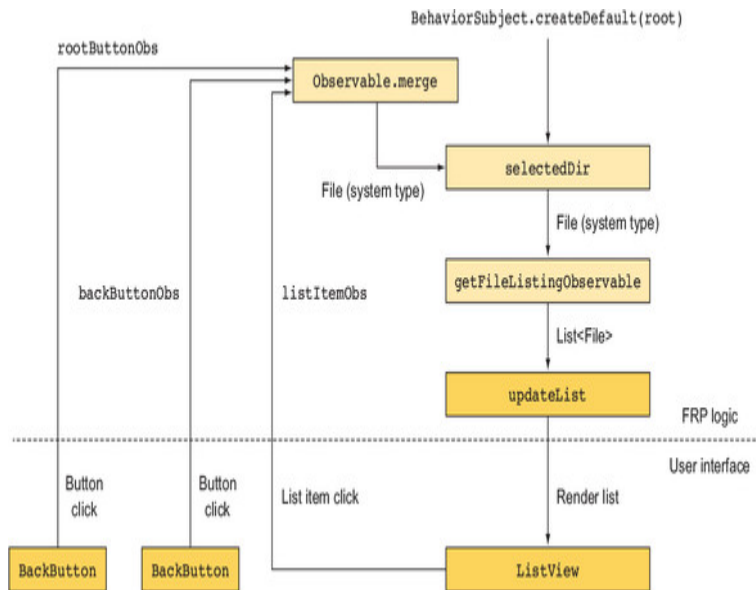 BehaviorSubject.createDefault(root)
rootButtonObs
Observable.merge
selectedDir
File (system type)
File (system type)
getFileListingObservable
backButtonObs
listItemObs
List<File>
updateList
FRP logic
User interface
Button
click
Button
click
List item click
Render list
BackButton
BackButton
ListView